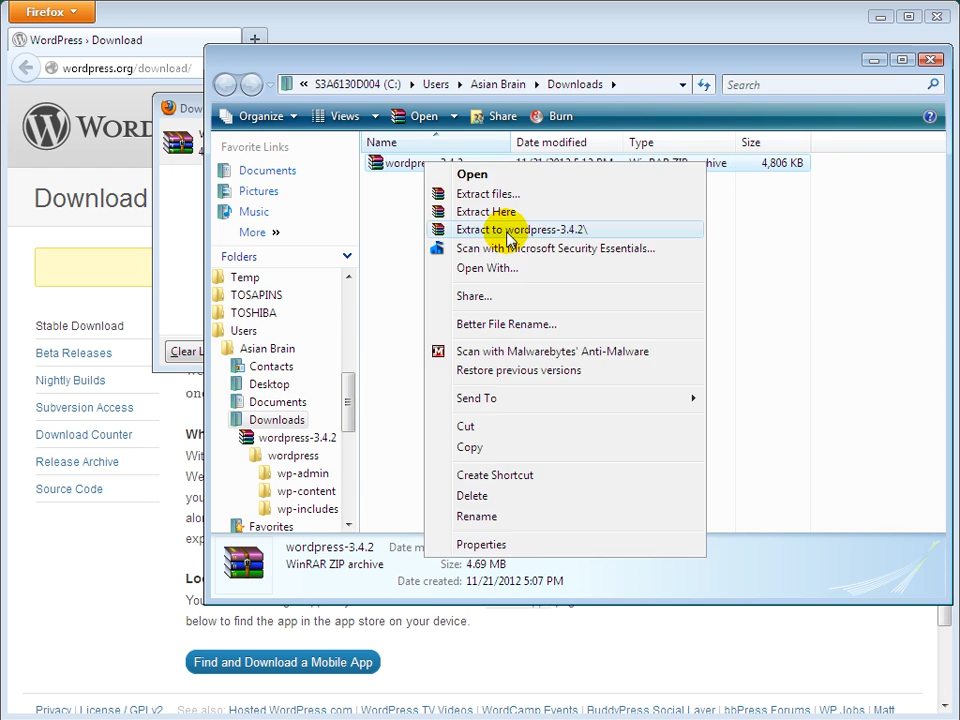 Firefox
WordPress › Download
wordpress.org/download/
WORD
Download
Stable Download
Beta Releases
Nightly Builds
Subversion Access
Download Counter
Release Archive
Source Code
Clear L
« S3A6130D004 (C:) Users Asian Brain Downloads
Search
Organize Views Open Share Burn
Name Date modified Type Size
4,806 KB
Favorite Links
Documents
Pictures
Music
More »
Folders
Temp
TOSAPINS
TOSHIBA
Users
Asian Brain
Contacts
Desktop
Documents
Downloads
wordpress-3.4.2
wordpress
wp-admin
wp-content
wp-includes
Favorites
Open
Extract files...
Extract Here
Extract to wordpress-3.4.2\
Scan with Microsoft Security Essentials...
Open With...
Share...
Better File Rename...
Scan with Malwarebytes' Anti-Malware
Restore previous versions
Send To
Cut
Copy
Create Shortcut
Delete
Rename
Properties
wordpress-3.4.2
WinRAR ZIP archive
Size: 4.69 MB
Date created: 11/21/2012 5:07 PM
below to find the app in the app store on your device.
Find and Download a Mobile App
Privacy | License / GPLv2 See also: Hosted WordPress.com | WordPress TV Videos | WordCamp Events | BuddyPress Social Layer | bbPress Forums | WP Jobs | Matt